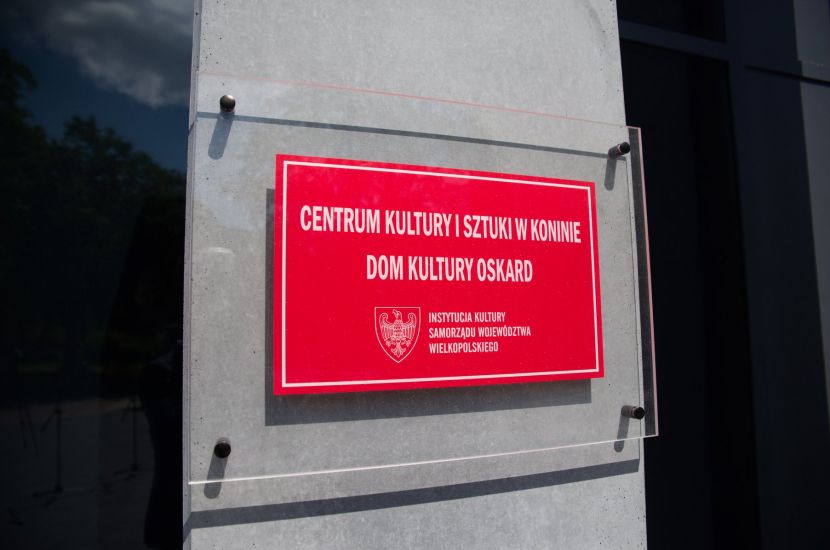 CENTRUM KULTURY I SZTUKI W KONINIE
DOM KULTURY OSKARD
INSTYTUCJA KULTURY
SAMORZĄDU WOJEWÓDZTWA
WIELKOPOLSKIEGO